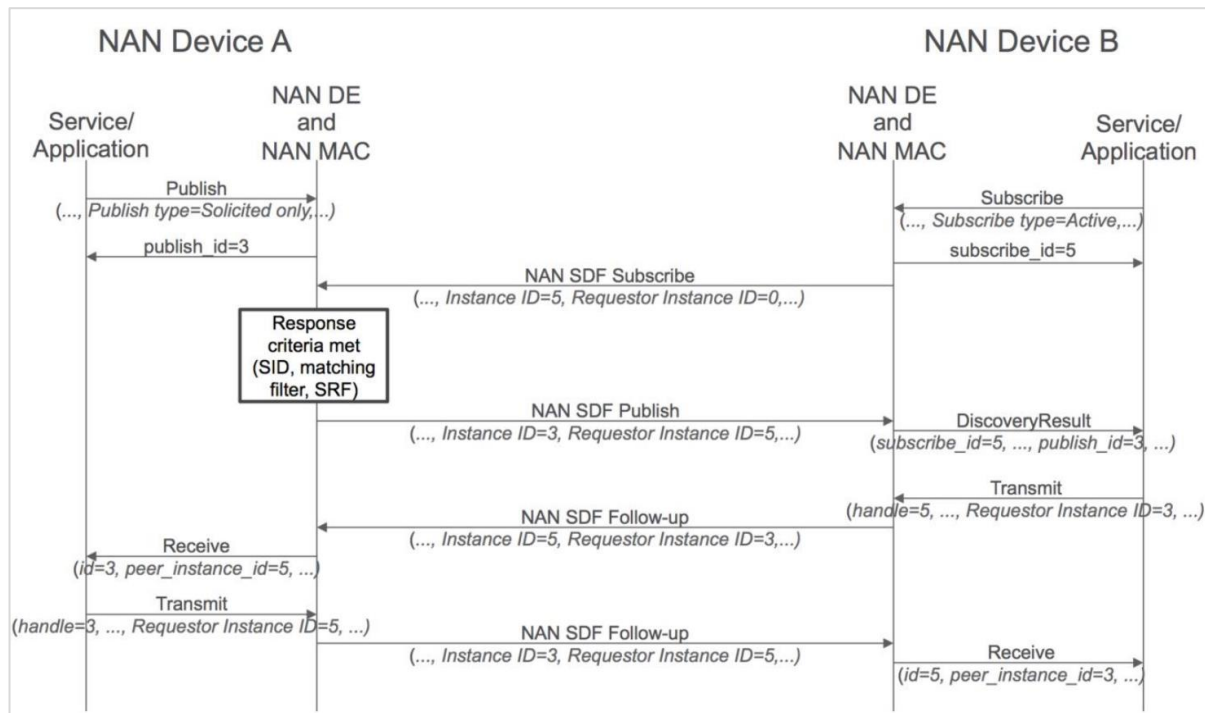 NAN Device A
NAN Device B
Service/
Application
NAN DE
and
NAN MAC
NAN DE
and
NAN MAC
Service/
Application
Publish
(..., Publish type=Solicited only,...)
Subscribe
(..., Subscribe type=Active,...)
publish_id=3
subscribe_id=5
NAN SDF Subscribe
(..., Instance ID=5, Requestor Instance ID=0,...)
Response
criteria met
(SID, matching
filter, SRF)
NAN SDF Publish
(..., Instance ID=3, Requestor Instance ID=5,...)
DiscoveryResult
(subscribe_id=5, ..., publish_id=3, ...)
Transmit
(handle=5, ..., Requestor Instance ID=3, ...)
NAN SDF Follow-up
(..., Instance ID=5, Requestor Instance ID=3,...)
Receive
(id=3, peer_instance_id=5, ...)
Transmit
(handle=3, ..., Requestor Instance ID=5, ...)
NAN SDF Follow-up
(..., Instance ID=3, Requestor Instance ID=5,...)
Receive
(id=5, peer_instance_id=3, ...)